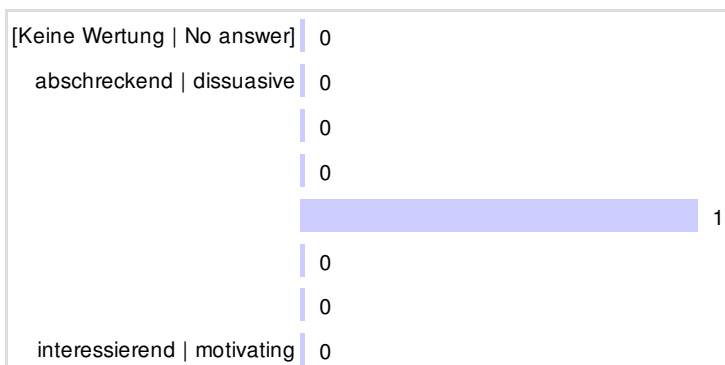 [Keine Wertung | No answer] 0
abschreckend | dissuasive 0
0
0
1
0
0
interessierend | motivating 0